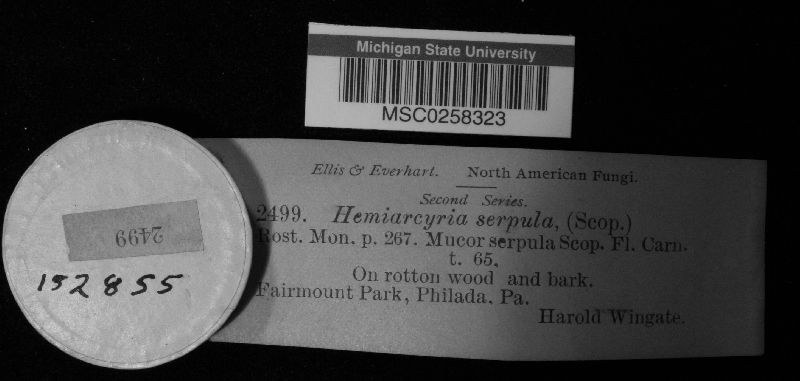 Michigan State University
MSC0258323
Ellis & Everhart. North American Fungi.
Second Series.
2499. Hemiarcyria serpula, (Scop.)
Rost. Mon. p. 267. Mucor serpula Scop. Fl. Carn.
t. 65.
On rotton wood and bark.
Fairmount Park, Philada. Pa.
Harold Wingate.
2499
152855